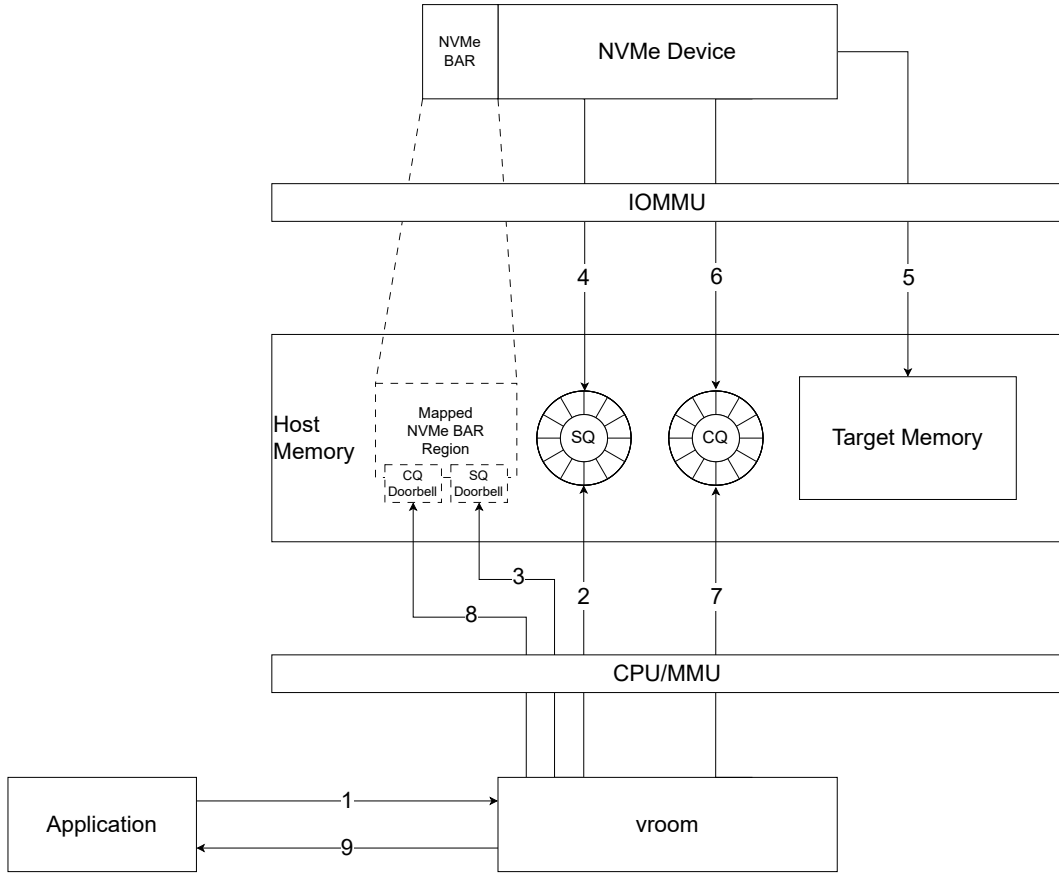 NVMe
BAR
NVMe Device
IOMMU
4
6
5
Host
Memory
Mapped
NVMe BAR
Region
CQ
Doorbell
SQ
Doorbell
SQ
CQ
Target Memory
3
8
2
7
CPU/MMU
Application
1
9
vroom